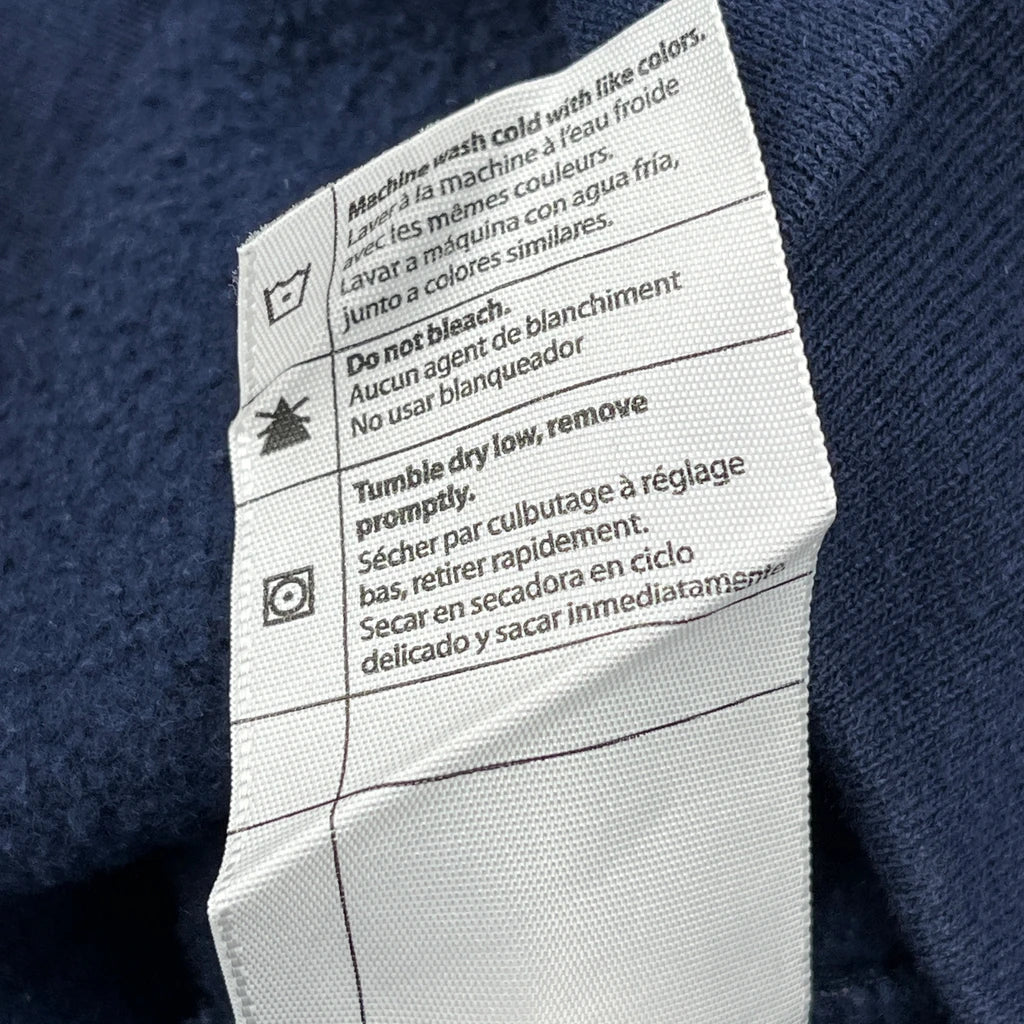 Machine wash cold with like colors.
Laver à la machine à l'eau froide
avec les mêmes couleurs.
Lavar a máquina con agua fría,
junto a colores similares.
Do not bleach.
Aucun agent de blanchiment
No usar blanqueador
Tumble dry low, remove
promptly.
Sécher par culbutage à réglage
bas, retirer rapidement.
Secar en secadora en ciclo
delicado y sacar inmediatamente